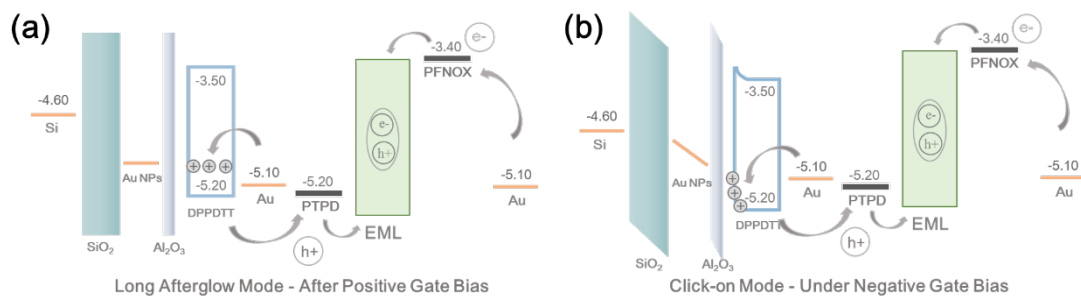 (a)
e-
-3.40
PFNOX
-3.50
-4.60
Si
e-
h+
Au NPs
+ + +
-5.20
DPPDTT
-5.10
Au
-5.20
PTPD
-5.10
Au
EML
h+
SiO₂
Al₂O₃
Long Afterglow Mode - After Positive Gate Bias
(b)
e-
-3.40
PFNOX
-3.50
-4.60
Si
e-
h+
Au NPs
+
+
+
-5.20
DPPDTT
-5.10
Au
-5.20
PTPD
-5.10
Au
EML
h+
SiO₂
Al₂O₃
Click-on Mode - Under Negative Gate Bias